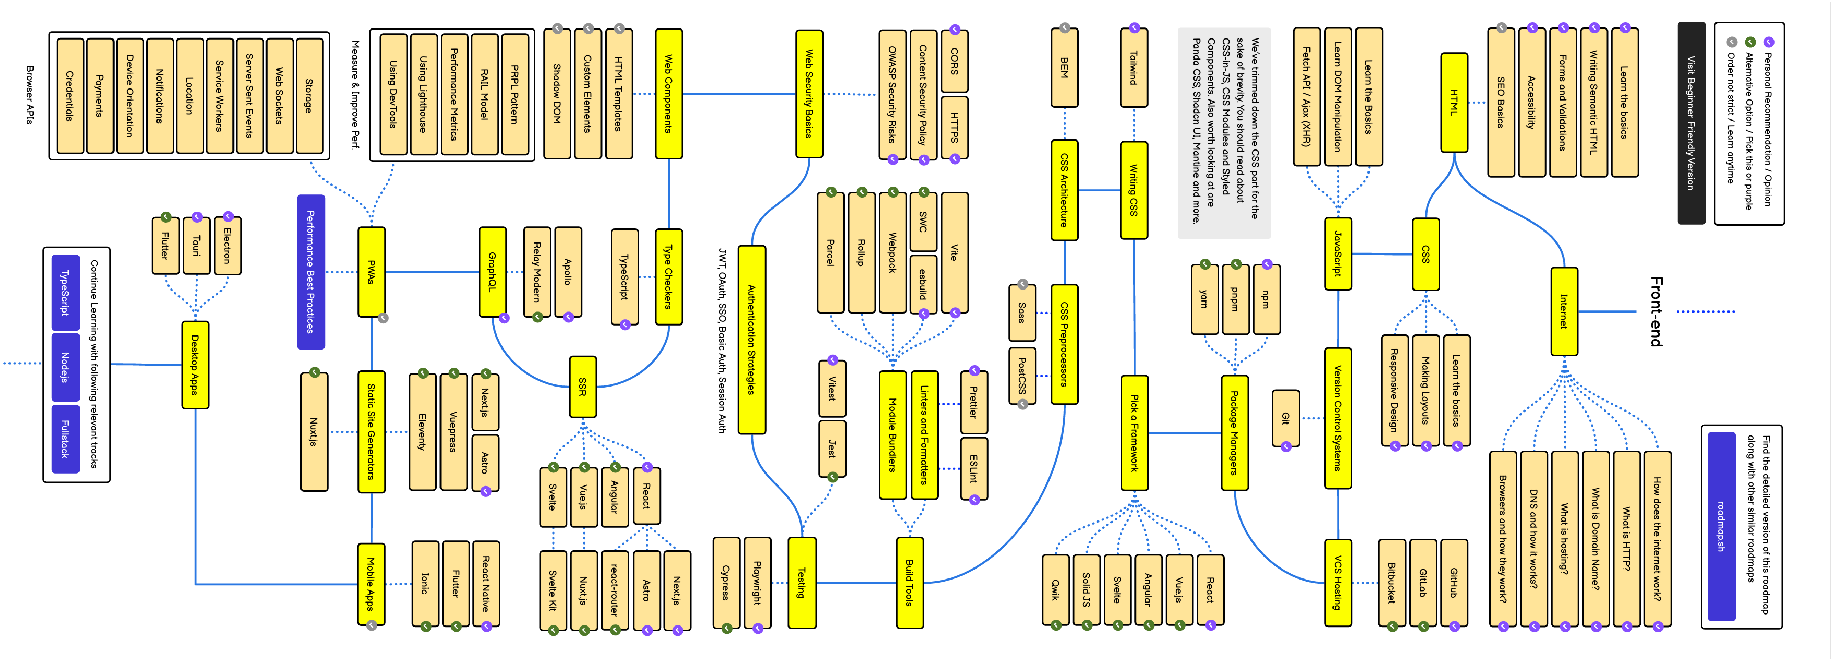 Personal Recommendation / Opinion
Alternative Option / Pick this or purple
Order not strict / Learn anytime
Visit Beginner Friendly Version
Front-end
Find the detailed version of this roadmap
along with other similar roadmaps
roadmap.sh
Internet
How does the internet work?
What is HTTP?
What is Domain Name?
What is hosting?
DNS and how it works?
Browsers and how they work?
HTML
Learn the basics
Writing Semantic HTML
Forms and Validations
Accessibility
SEO Basics
CSS
Learn the basics
Making Layouts
Responsive Design
JavaScript
Learn the Basics
Learn DOM Manipulation
Fetch API / Ajax (XHR)
Version Control Systems
Git
VCS Hosting
GitHub
GitLab
Bitbucket
Package Managers
npm
pnpm
yarn
We've trimmed down the CSS part for the
sake of brevity. You should read about
CSS-in-JS, CSS Modules and Styled
Components. Also worth looking at are
Panda CSS, Shadcn UI, Mantine and more.
Pick a Framework
React
Vue.js
Angular
Svelte
Solid JS
Qwik
Writing CSS
Tailwind
CSS Architecture
BEM
CSS Preprocessors
Sass
PostCSS
Build Tools
Linters and Formatters
Prettier
ESLint
Module Bundlers
Vite
SWC
esbuild
Webpack
Rollup
Parcel
Testing
Vitest
Jest
Playwright
Cypress
Authentication Strategies
JWT, OAuth, SSO, Basic Auth, Session Auth
Web Security Basics
CORS
HTTPS
Content Security Policy
OWASP Security Risks
Web Components
HTML Templates
Custom Elements
Shadow DOM
Type Checkers
TypeScript
SSR
React
Angular
Vue.js
Svelte
Next.js
Astro
react-router
Nuxt.js
Svelte Kit
GraphQL
Apollo
Relay Modern
Static Site Generators
Next.js
Astro
Vuepress
Eleventy
Nuxt.js
PWAs
Performance Best Practices
PRPL Pattern
RAIL Model
Performance Metrics
Using Lighthouse
Using DevTools
Measure & Improve Perf.
Storage
Web Sockets
Server Sent Events
Service Workers
Location
Notifications
Device Orientation
Payments
Credentials
Browser APIs
Mobile Apps
React Native
Flutter
Ionic
Desktop Apps
Electron
Tauri
Flutter
Continue Learning with following relevant tracks
TypeScript
Nodejs
Fullstack